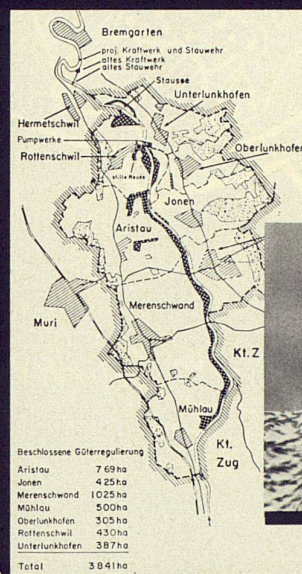 Bremgarten
proj. Kraftwerk und Stauwehr
altes Kraftwerk
altes Stauwehr
Stausee
Unterlunkhofen
Hermetschwil
Pumpwerke
Rottenschwil
Oberlunkhofen
stille Reuss
Jonen
Aristau
Merenschwand
Muri
Kt. Z
Mühlau
Kt.
Zug
Beschlossene Güterregulierung
Aristau 769ha
Jonen 425ha
Merenschwand 1025ha
Mühlau 500ha
Oberlunkhofen 305ha
Rottenschwil 430ha
Unterlunkhofen 387ha
Total 3841ha